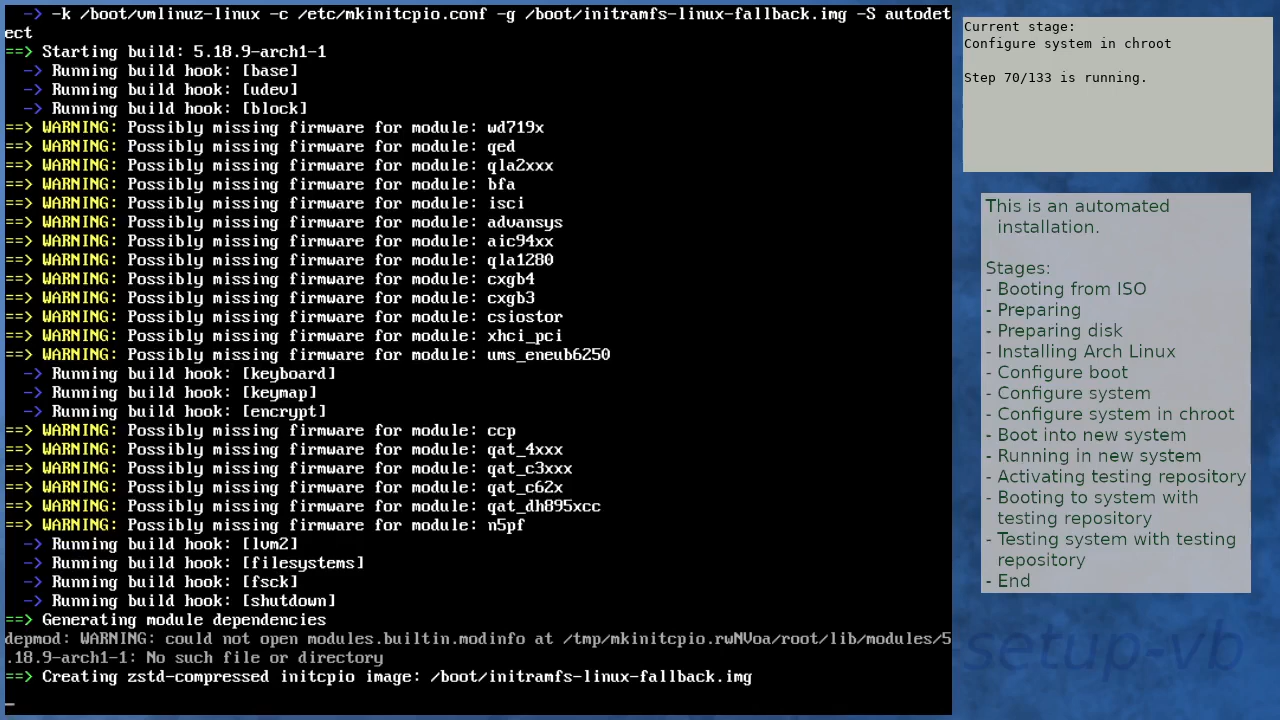 -> -k /boot/vmlinuz-linux -c /etc/mkinitcpio.conf -g /boot/initramfs-linux-fallback.img -S autodet
ect
==> Starting build: 5.18.9-arch1-1
-> Running build hook: [base]
-> Running build hook: [udev]
-> Running build hook: [block]
==> WARNING: Possibly missing firmware for module: wd719x
==> WARNING: Possibly missing firmware for module: qed
==> WARNING: Possibly missing firmware for module: qla2xxx
==> WARNING: Possibly missing firmware for module: bfa
==> WARNING: Possibly missing firmware for module: isci
==> WARNING: Possibly missing firmware for module: advansys
==> WARNING: Possibly missing firmware for module: aic94xx
==> WARNING: Possibly missing firmware for module: qla1280
==> WARNING: Possibly missing firmware for module: cxgb4
==> WARNING: Possibly missing firmware for module: cxgb3
==> WARNING: Possibly missing firmware for module: csiostor
==> WARNING: Possibly missing firmware for module: xhci_pci
==> WARNING: Possibly missing firmware for module: ums_eneub6250
-> Running build hook: [keyboard]
-> Running build hook: [keymap]
-> Running build hook: [encrypt]
==> WARNING: Possibly missing firmware for module: ccp
==> WARNING: Possibly missing firmware for module: qat_4xxx
==> WARNING: Possibly missing firmware for module: qat_c3xxx
==> WARNING: Possibly missing firmware for module: qat_c62x
==> WARNING: Possibly missing firmware for module: qat_dh895xcc
==> WARNING: Possibly missing firmware for module: n5pf
-> Running build hook: [lvm2]
-> Running build hook: [filesystems]
-> Running build hook: [fsck]
-> Running build hook: [shutdown]
==> Generating module dependencies
depmod: WARNING: could not open modules.builtin.modinfo at /tmp/mkinitcpio.rwNVoa/root/lib/modules/5
.18.9-arch1-1: No such file or directory
==> Creating zstd-compressed initcpio image: /boot/initramfs-linux-fallback.img
Current stage:
Configure system in chroot
Step 70/133 is running.
This is an automated
installation.
Stages:
- Booting from ISO
- Preparing
- Preparing disk
- Installing Arch Linux
- Configure boot
- Configure system
- Configure system in chroot
- Boot into new system
- Running in new system
- Activating testing repository
- Booting to system with
testing repository
- Testing system with testing
repository
- End
setup-vb